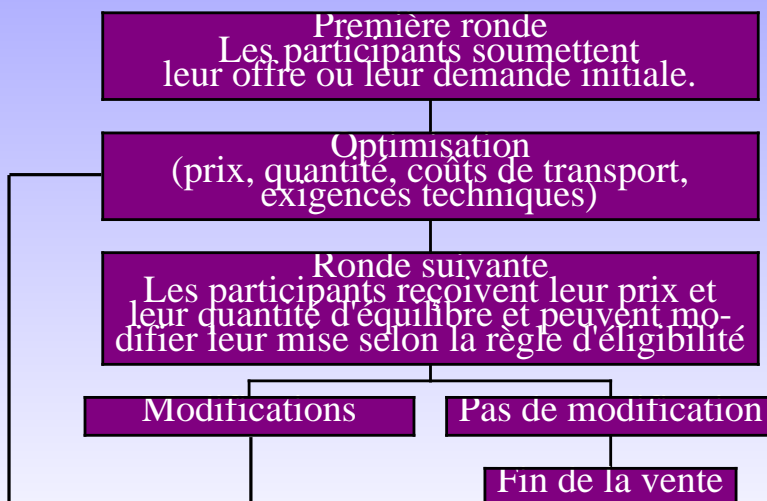 Première ronde
Les participants soumettent
leur offre ou leur demande initiale.
Optimisation
(prix, quantité, coûts de transport,
exigences techniques)
Ronde suivante
Les participants reçoivent leur prix et
leur quantité d'équilibre et peuvent mo-
difier leur mise selon la règle d'éligibilité
Modifications
Pas de modification
Fin de la vente